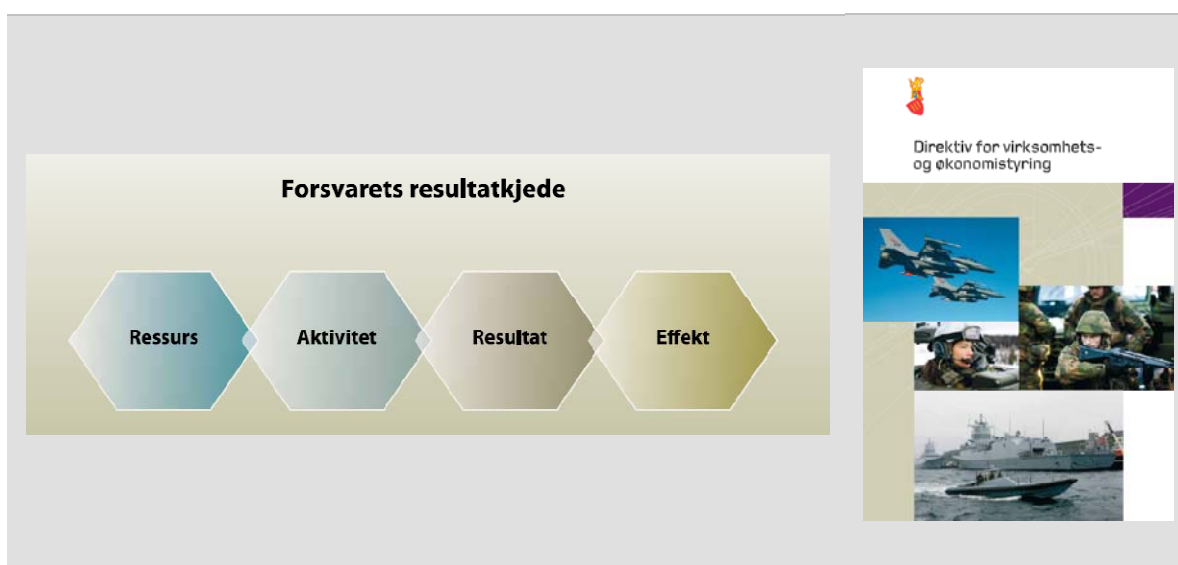 Forsvarets resultatkjede
Ressurs
Aktivitet
Resultat
Effekt
Direktiv for virksomhets-
og økonomistyring